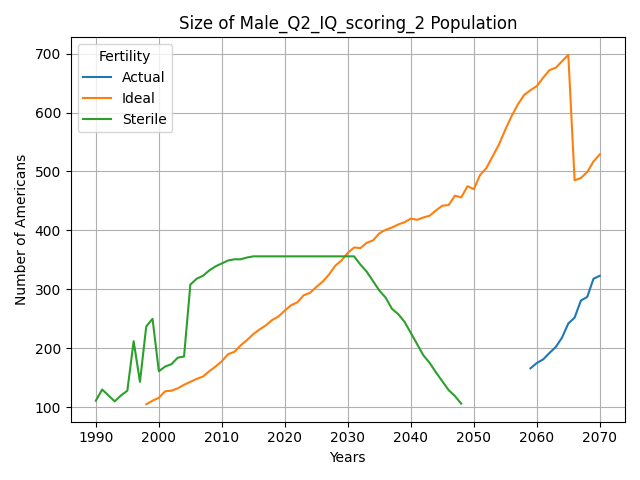 Size of Male_Q2_IQ_scoring_2 Population
Fertility
Actual
Ideal
Sterile
Number of Americans
700
600
500
400
300
200
100
1990 2000 2010 2020 2030 2040 2050 2060 2070
Years